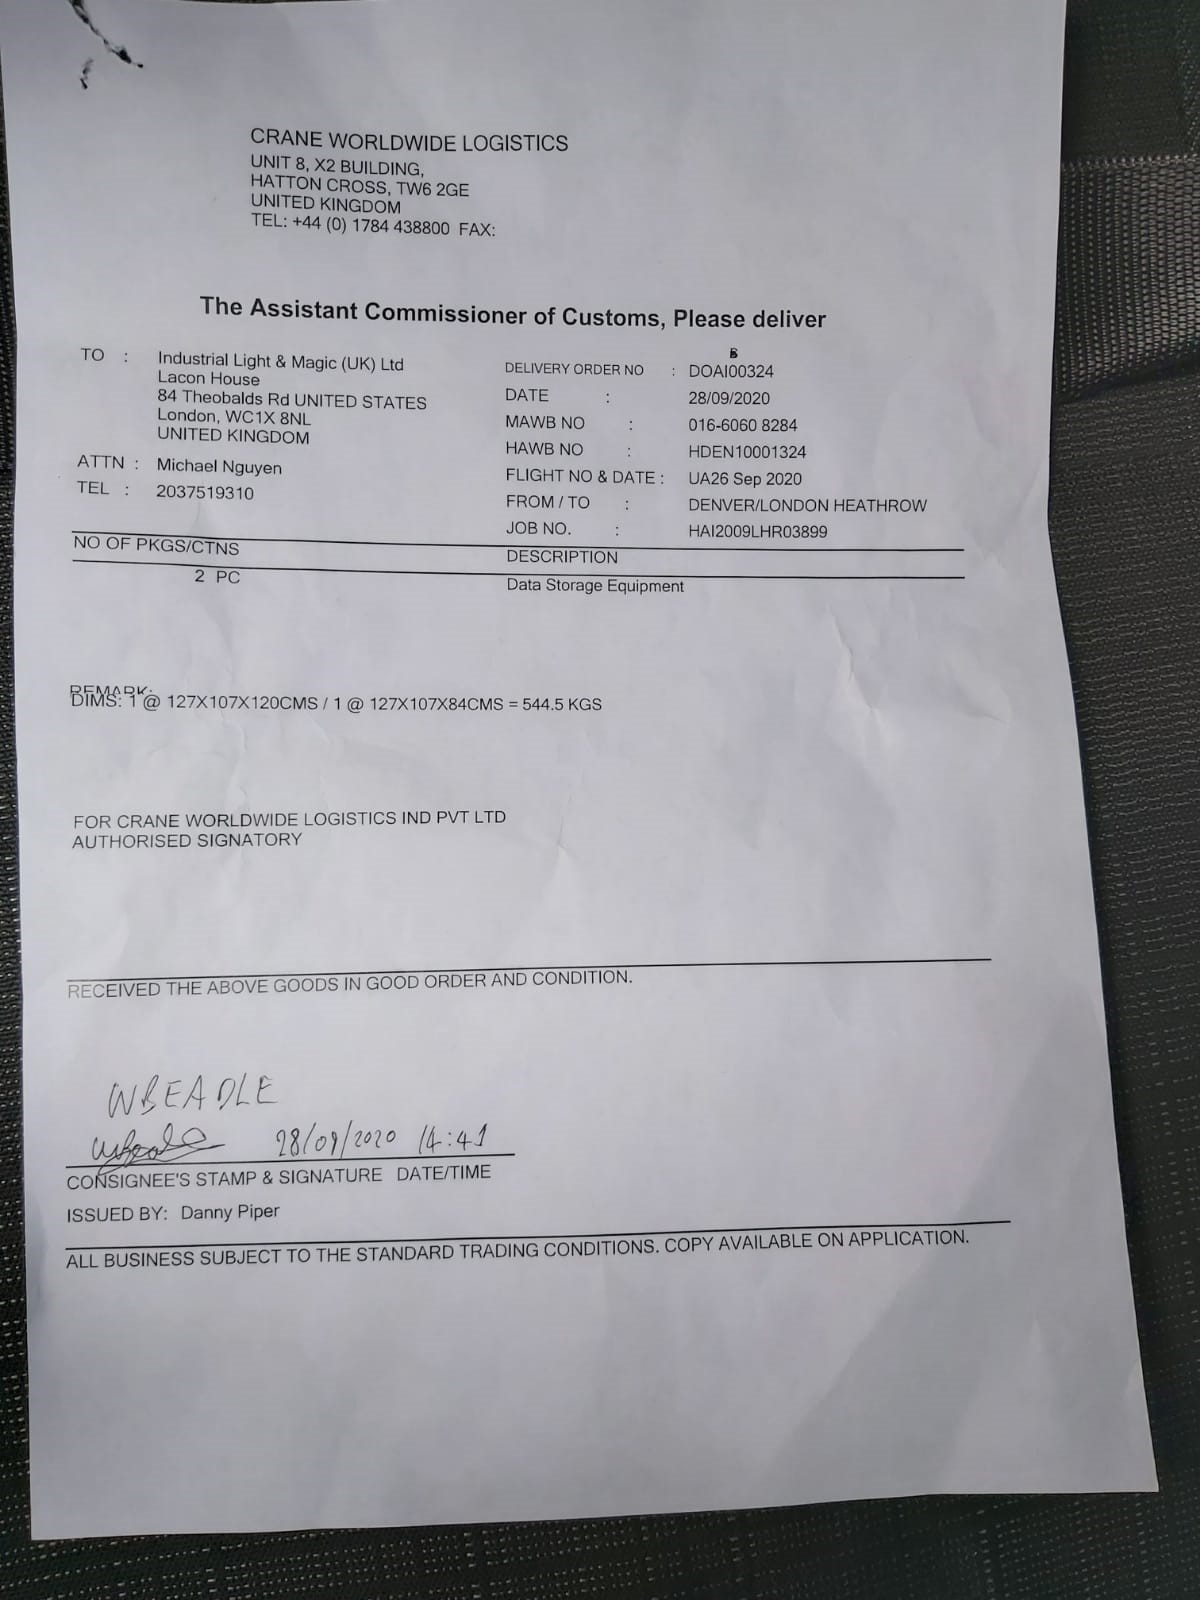 CRANE WORLDWIDE LOGISTICS
UNIT 8, X2 BUILDING,
HATTON CROSS, TW6 2GE
UNITED KINGDOM
TEL: +44 (0) 1784 438800 FAX:
The Assistant Commissioner of Customs, Please deliver
TO : Industrial Light & Magic (UK) Ltd
Lacon House
84 Theobalds Rd UNITED STATES
London, WC1X 8NL
UNITED KINGDOM
ATTN : Michael Nguyen
TEL : 2037519310
DELIVERY ORDER NO : DOAI00324
DATE : 28/09/2020
MAWB NO : 016-6060 8284
HAWB NO : HDEN10001324
FLIGHT NO & DATE : UA26 Sep 2020
FROM / TO : DENVER/LONDON HEATHROW
JOB NO. : HAI2009LHR03899
NO OF PKGS/CTNS DESCRIPTION
2 PC Data Storage Equipment
REMARK:
DIMS: 1 @ 127X107X120CMS / 1 @ 127X107X84CMS = 544.5 KGS
FOR CRANE WORLDWIDE LOGISTICS IND PVT LTD
AUTHORISED SIGNATORY
RECEIVED THE ABOVE GOODS IN GOOD ORDER AND CONDITION.
WBEADLE
28/09/2020 14:41
CONSIGNEE'S STAMP & SIGNATURE DATE/TIME
ISSUED BY: Danny Piper
ALL BUSINESS SUBJECT TO THE STANDARD TRADING CONDITIONS. COPY AVAILABLE ON APPLICATION.